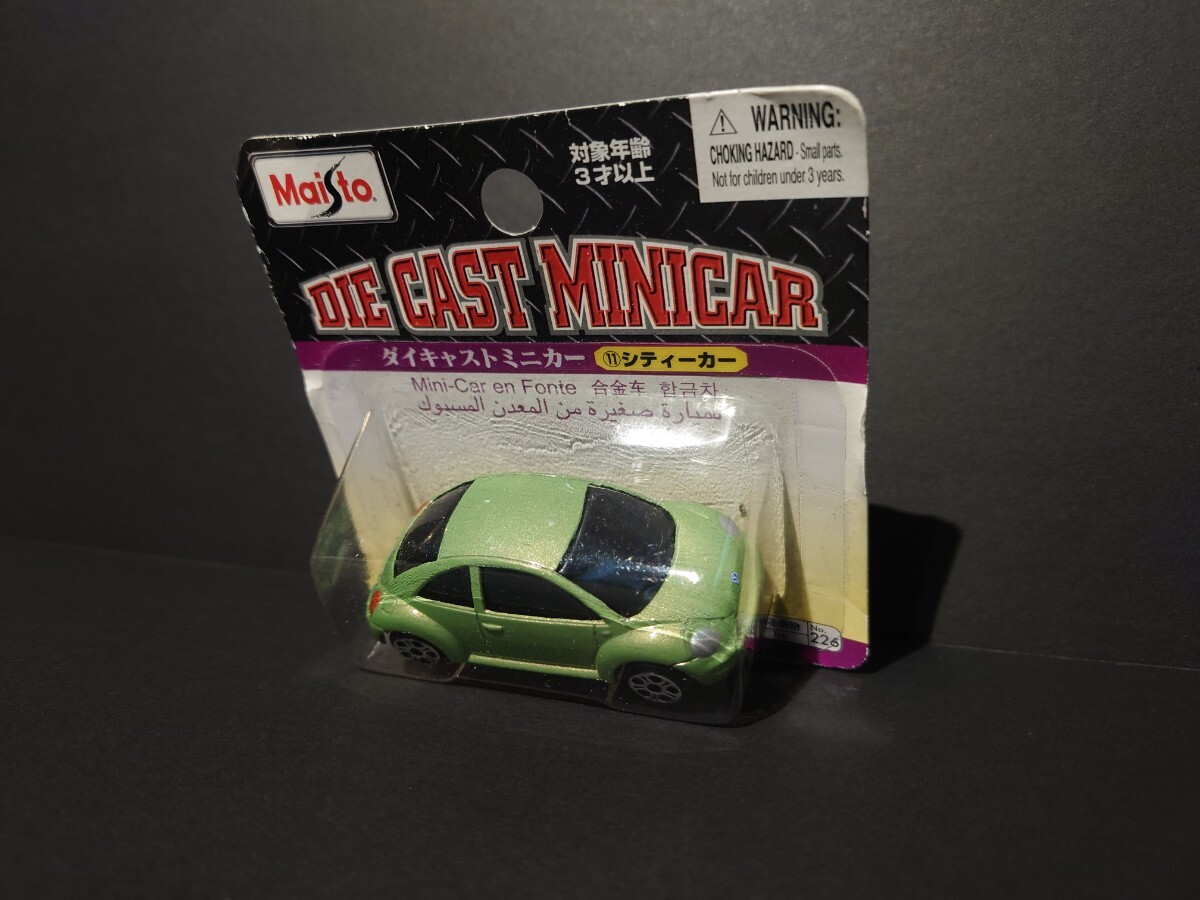 Maisto
対象年齢
3才以上
WARNING:
CHOKING HAZARD - Small parts.
Not for children under 3 years.
DIE CAST MINICAR
ダイキャストミニカー ⑪シティーカー
Mini-Car en Fonte 合金车 합금차
سيارة صغيرة من المعدن المسبوك
No.
226